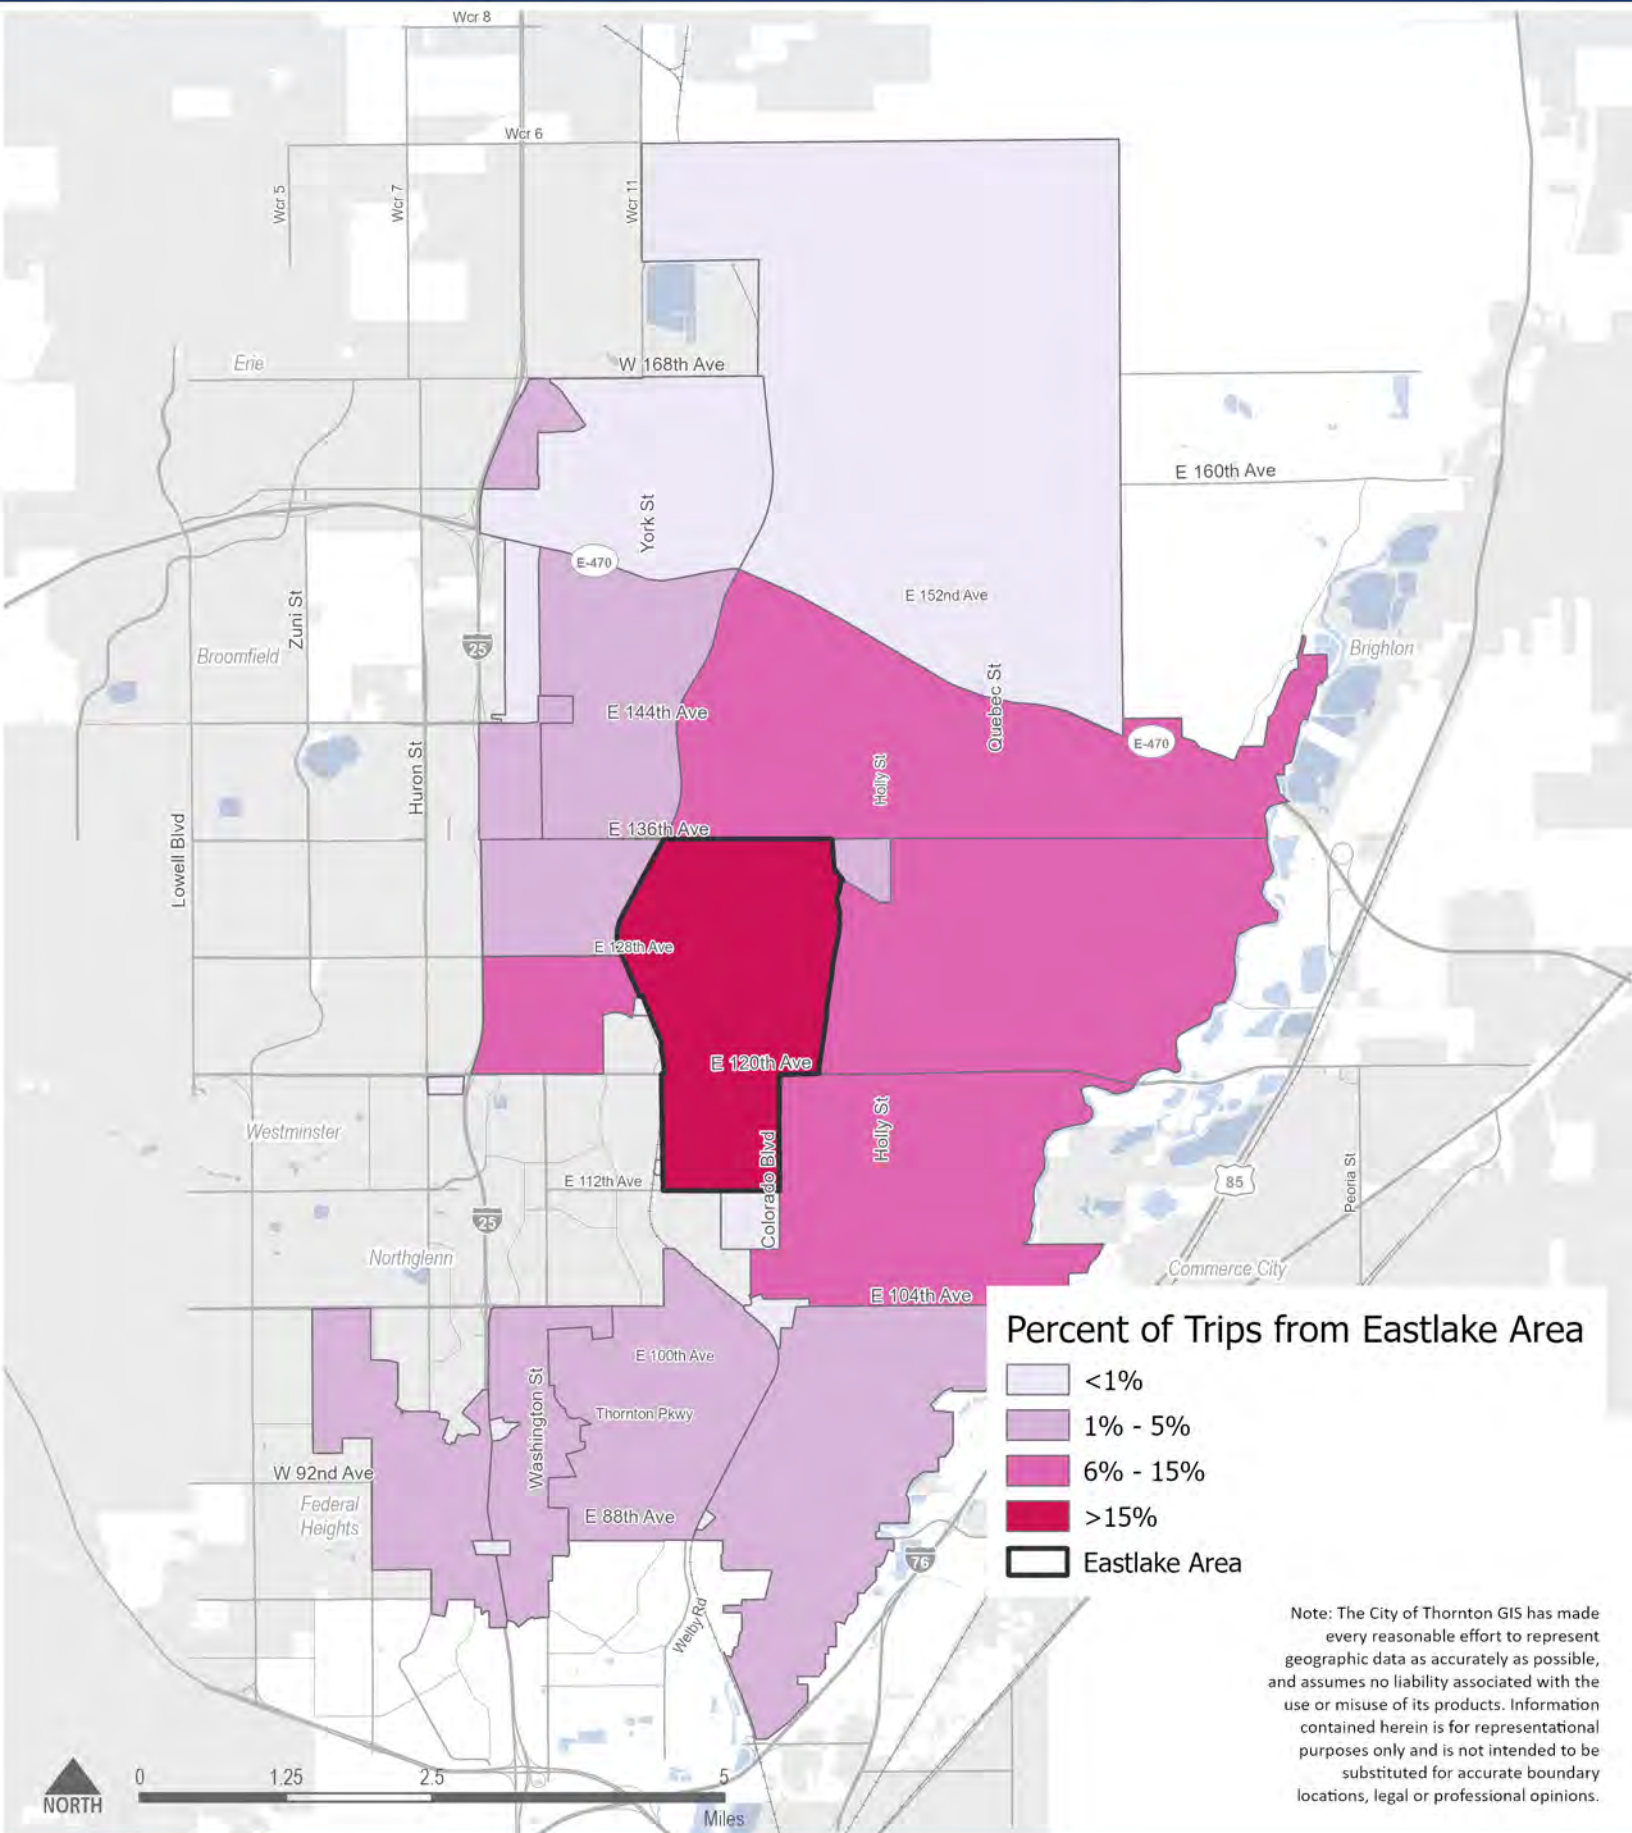 Wcr 8
Wcr 6
Wcr 5
Wcr 7
Wcr 11
Erie
W 168th Ave
E 160th Ave
York St
E-470
E 152nd Ave
Zuni St
25
Broomfield
Brighton
Quebec St
E 144th Ave
E-470
Huron St
Holly St
E 136th Ave
Lowell Blvd
E 128th Ave
E 120th Ave
Westminster
Holly St
Colorado Blvd
E 112th Ave
85
Peoria St
25
Northglenn
Commerce City
E 104th Ave
Percent of Trips from Eastlake Area
<1%
1% - 5%
6% - 15%
>15%
Eastlake Area
E 100th Ave
Washington St
Thornton Pkwy
W 92nd Ave
Federal
Heights
E 88th Ave
76
Welby Rd
Note: The City of Thornton GIS has made
every reasonable effort to represent
geographic data as accurately as possible,
and assumes no liability associated with the
use or misuse of its products. Information
contained herein is for representational
purposes only and is not intended to be
substituted for accurate boundary
locations, legal or professional opinions.
NORTH
0 1.25 2.5 5
Miles